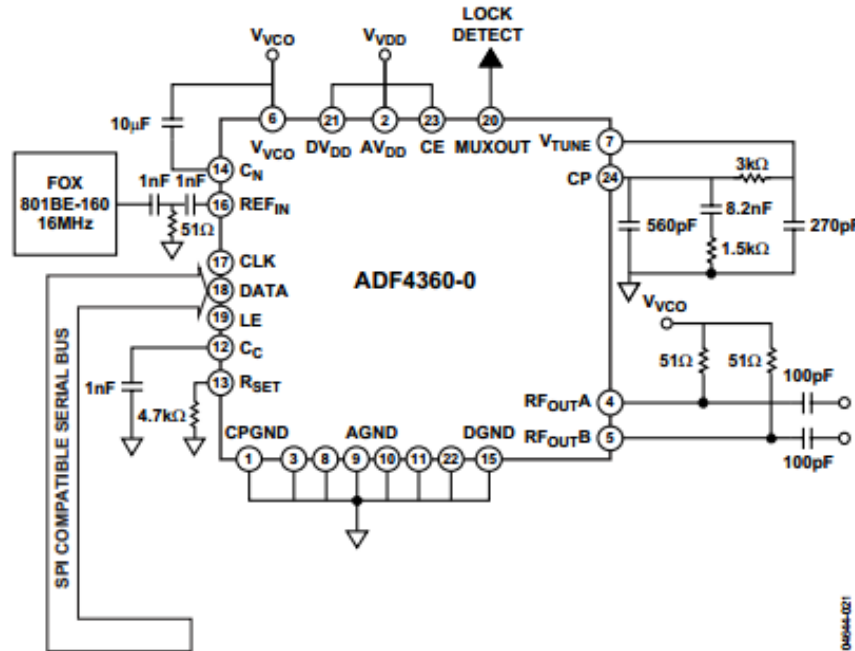 LOCK
DETECT
VVCO
VVDD
10µF
6
21
2
23
20
VVCO
DVDD
AVDD
CE
MUXOUT
VTUNE
7
FOX
801BE-160
16MHz
1nF
1nF
14
CN
16
REFIN
51Ω
CP
24
3kΩ
8.2nF
560pF
270pF
1.5kΩ
17
CLK
18
DATA
19
LE
ADF4360-0
12
CC
13
RSET
1nF
4.7kΩ
VVCO
51Ω
51Ω
100pF
RFOUTA
4
RFOUTB
5
100pF
CPGND
AGND
DGND
1
3
8
9
10
11
22
15
SPI COMPATIBLE SERIAL BUS
04644-021